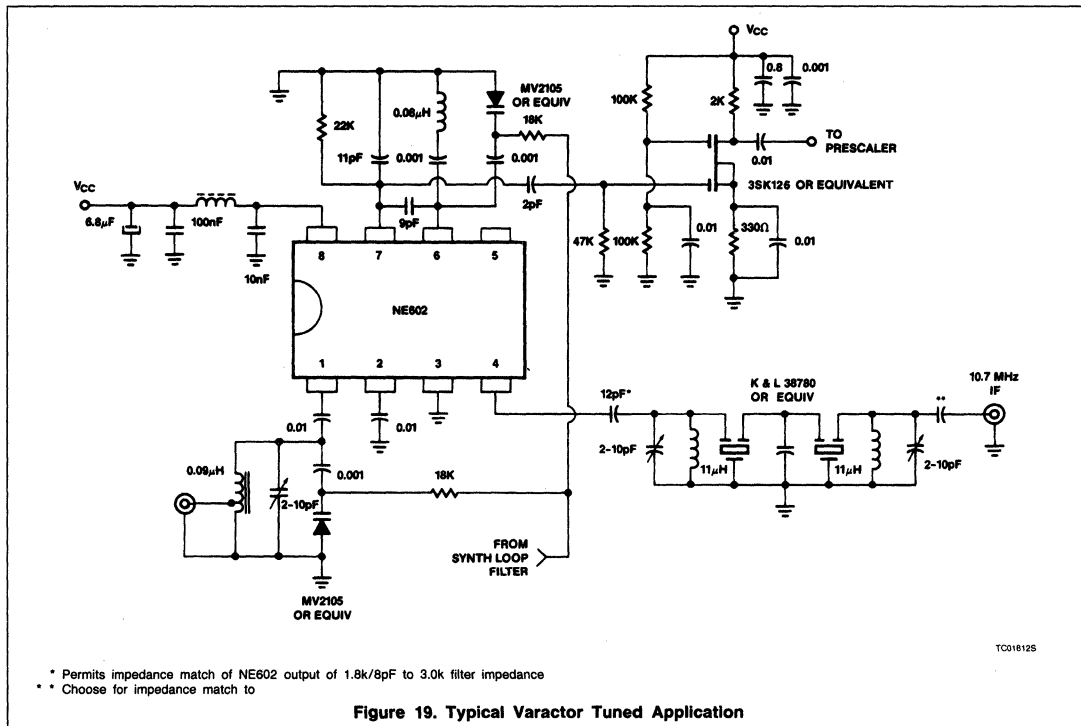 VCC
0.8
0.001
MV2105
OR EQUIV
100K
2K
0.08μH
18K
22K
TO
PRESCALER
11pF
0.001
0.001
0.01
3SK126 OR EQUIVALENT
VCC
2pF
6.8μF
100nF
9pF
47K
100K
330Ω
0.01
0.01
10nF
8
7
6
5
NE602
1
2
3
4
K & L 38780
OR EQUIV
10.7 MHz
IF
12pF*
**
0.01
0.01
2-10pF
11μH
11μH
2-10pF
0.09μH
0.001
18K
2-10pF
FROM
SYNTH LOOP
FILTER
MV2105
OR EQUIV
TC01812S
* Permits impedance match of NE602 output of 1.8k/8pF to 3.0k filter impedance
* * Choose for impedance match to
Figure 19. Typical Varactor Tuned Application